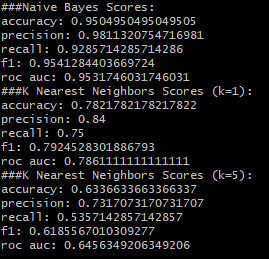 ###Naive Bayes Scores:
accuracy: 0.9504950495049505
precision: 0.9811320754716981
recall: 0.9285714285714286
f1: 0.9541284403669724
roc auc: 0.9531746031746031
###K Nearest Neighbors Scores (k=1):
accuracy: 0.7821782178217822
precision: 0.84
recall: 0.75
f1: 0.7924528301886793
roc auc: 0.7861111111111111
###K Nearest Neighbors Scores (k=5):
accuracy: 0.6336633663366337
precision: 0.7317073170731707
recall: 0.5357142857142857
f1: 0.6185567010309277
roc auc: 0.6456349206349206